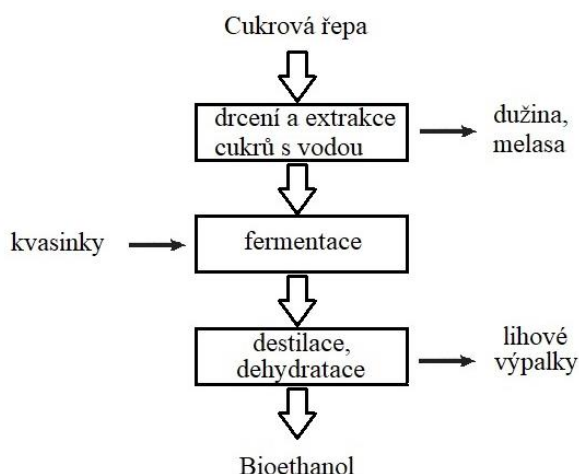 Cukrová řepa
drcení a extrakce
cukrů s vodou
dužina,
melasa
kvasinky
fermentace
destilace,
dehydratace
lihové
výpalky
Bioethanol